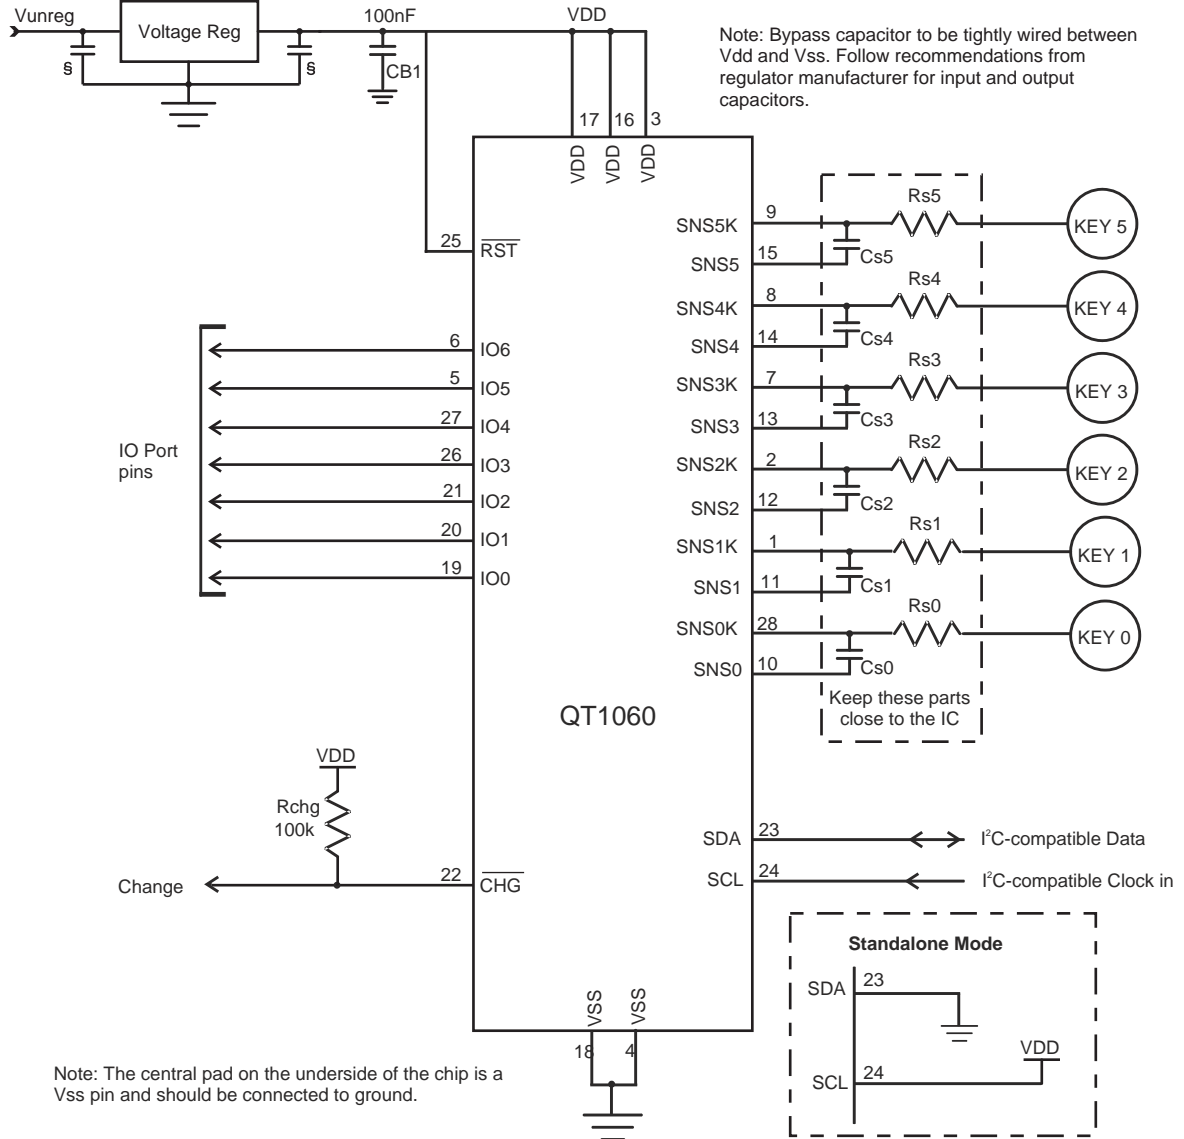 Vunreg
Voltage Reg
§
§
100nF
CB1
VDD
Note: Bypass capacitor to be tightly wired between
Vdd and Vss. Follow recommendations from
regulator manufacturer for input and output
capacitors.
17
16
3
VDD
VDD
VDD
25
RST
6
IO6
5
IO5
27
IO4
26
IO3
21
IO2
20
IO1
19
IO0
IO Port
pins
SNS5K
9
Rs5
KEY 5
SNS5
15
Cs5
SNS4K
8
Rs4
KEY 4
SNS4
14
Cs4
SNS3K
7
Rs3
KEY 3
SNS3
13
Cs3
SNS2K
2
Rs2
KEY 2
SNS2
12
Cs2
SNS1K
1
Rs1
KEY 1
SNS1
11
Cs1
SNS0K
28
Rs0
KEY 0
SNS0
10
Cs0
Keep these parts
close to the IC
QT1060
VDD
Rchg
100k
Change
22
CHG
SDA
23
I²C-compatible Data
SCL
24
I²C-compatible Clock in
Standalone Mode
SDA
23
SCL
24
VDD
VSS
VSS
18
4
Note: The central pad on the underside of the chip is a
Vss pin and should be connected to ground.